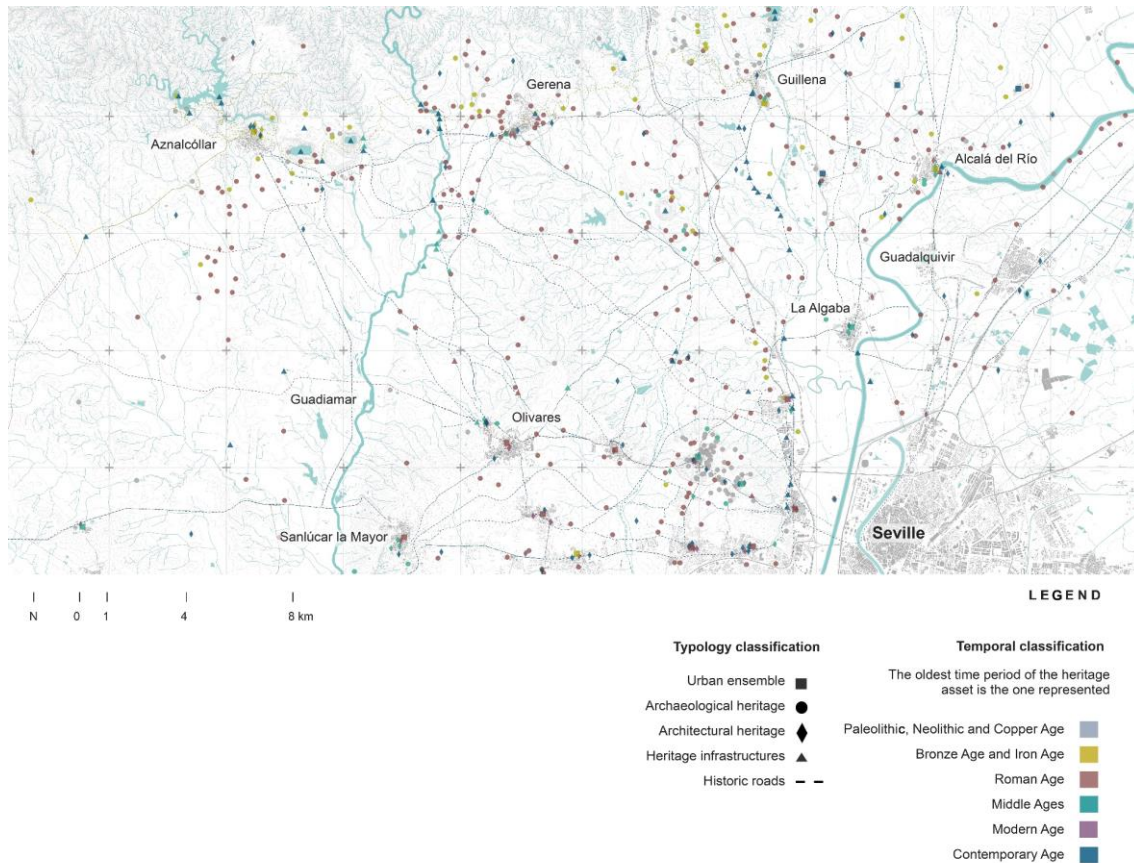 Gerena
Guillena
Aznalcóllar
Alcalá del Río
Guadalquivir
La Algaba
Guadiamar
Olivares
Sanlúcar la Mayor
Seville
N 0 1 4 8 km
LEGEND
Typology classification
Urban ensemble
Archaeological heritage
Architectural heritage
Heritage infrastructures
Historic roads
Temporal classification
The oldest time period of the heritage
asset is the one represented
Paleolithic, Neolithic and Copper Age
Bronze Age and Iron Age
Roman Age
Middle Ages
Modern Age
Contemporary Age